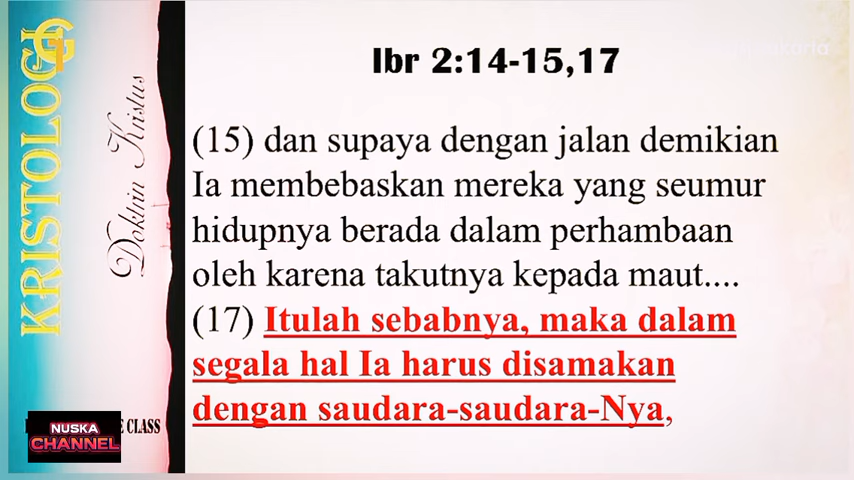 KRISTOLOGI
Doktrin Kristus
Ibr 2:14-15,17
(15) dan supaya dengan jalan demikian
Ia membebaskan mereka yang seumur
hidupnya berada dalam perhambaan
oleh karena takutnya kepada maut....
(17) Itulah sebabnya, maka dalam
segala hal Ia harus disamakan
dengan saudara-saudara-Nya,
CLASS
NUSKA
CHANNEL